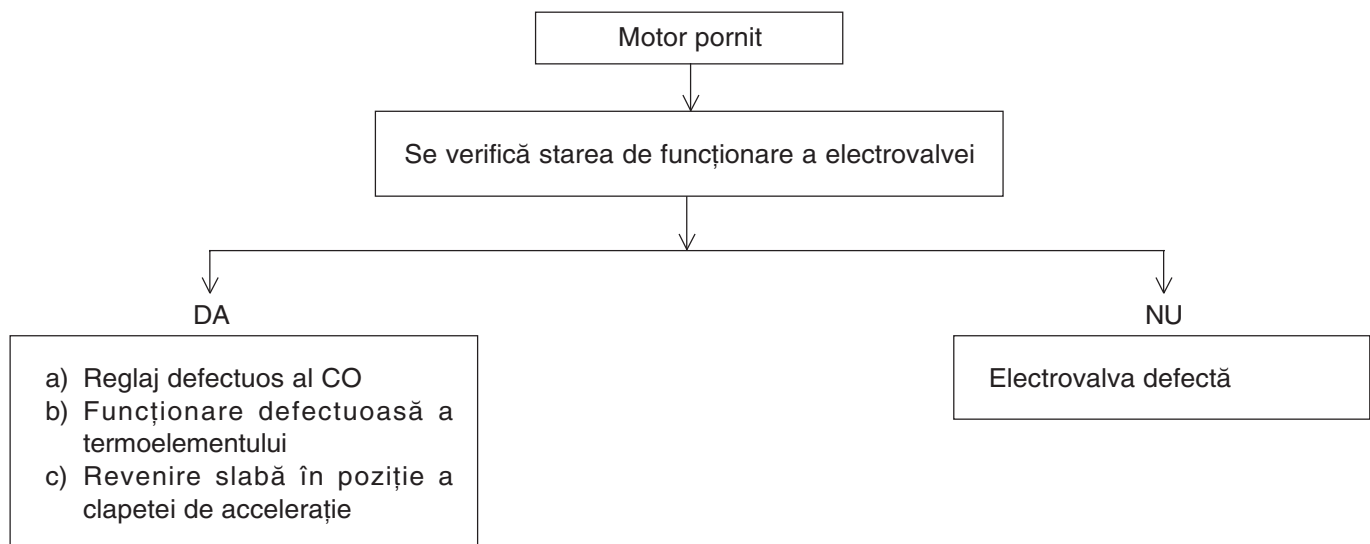 Motor pornit
Se verifică starea de funcționare a electrovalvei
DA
NU
a) Reglaj defectuos al CO
b) Funcționare defectuoasă a
termoelementului
c) Revenire slabă în poziție a
clapetei de accelerație
Electrovalva defectă